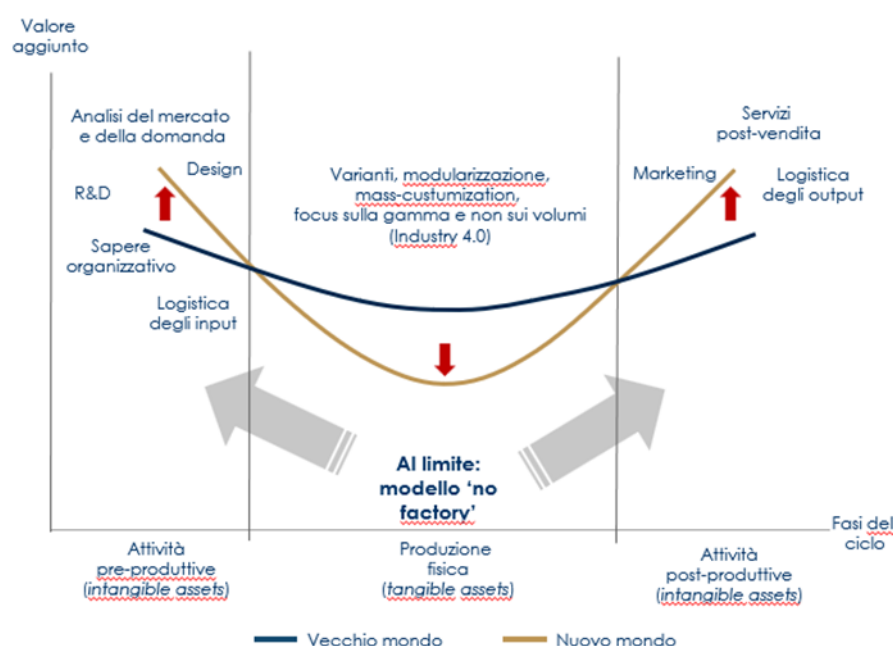 Valore
aggiunto
Analisi del mercato
e della domanda
Design
R&D
Sapere
organizzativo
Logistica
degli input
Varianti, modularizzazione,
mass-custumization,
focus sulla gamma e non sui volumi
(Industry 4.0)
Servizi
post-vendita
Marketing
Logistica
degli output
Al limite:
modello ‘no
factory’
Fasi del
ciclo
Attività
pre-produttive
(intangible assets)
Produzione
fisica
(tangible assets)
Attività
post-produttive
(intangible assets)
Vecchio mondo
Nuovo mondo